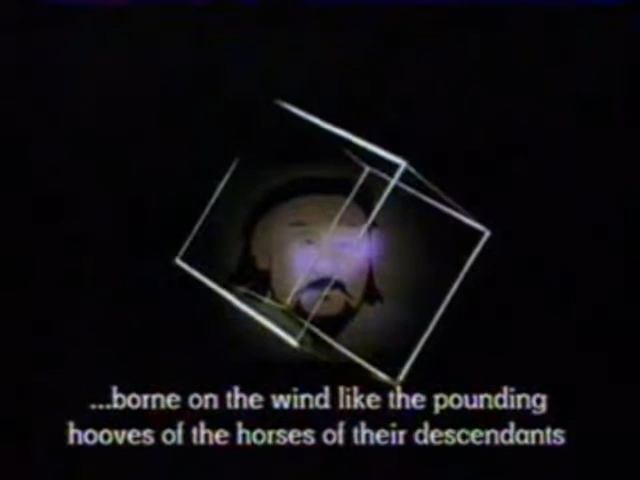 ...borne on the wind like the pounding
hooves of the horses of their descendants